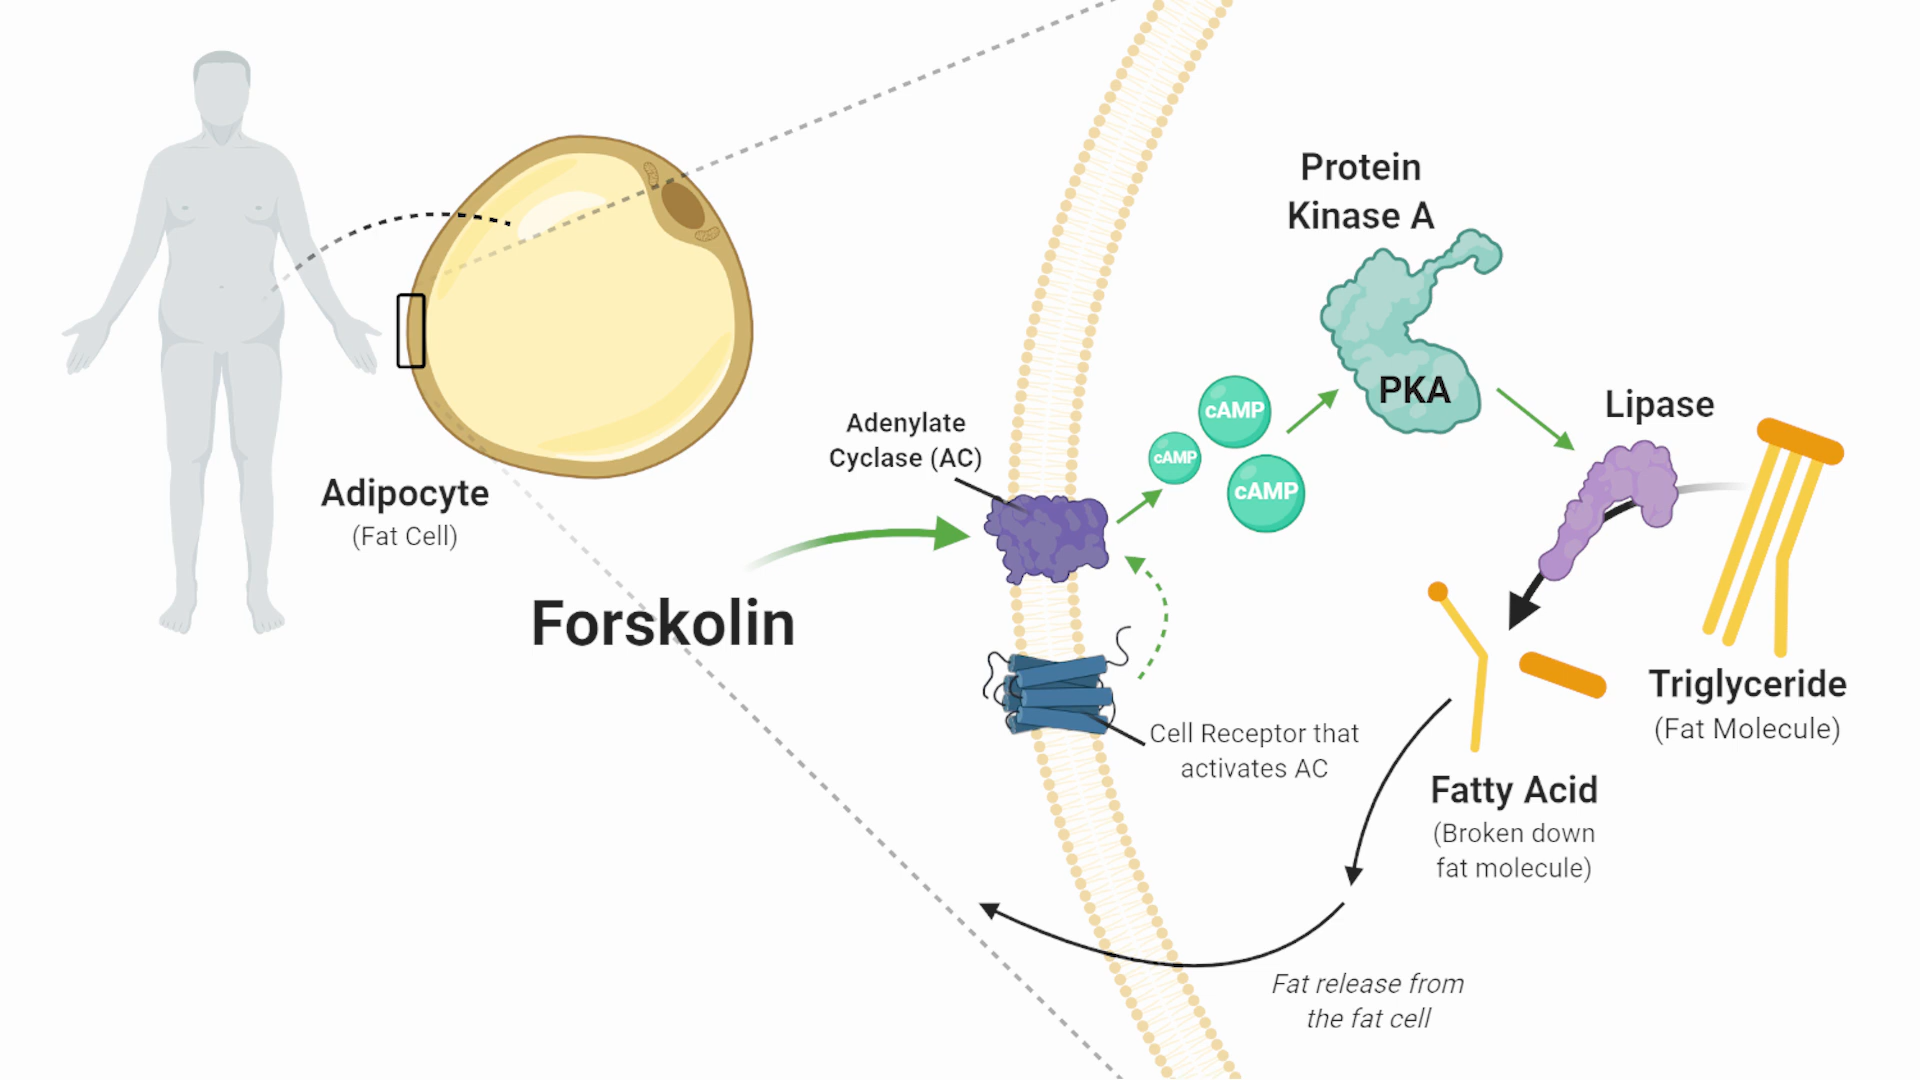 Protein
Kinase A
PKA
Lipase
Adenylate
Cyclase (AC)
cAMP
cAMP
cAMP
Adipocyte
(Fat Cell)
Forskolin
Cell Receptor that
activates AC
Triglyceride
(Fat Molecule)
Fatty Acid
(Broken down
fat molecule)
Fat release from
the fat cell